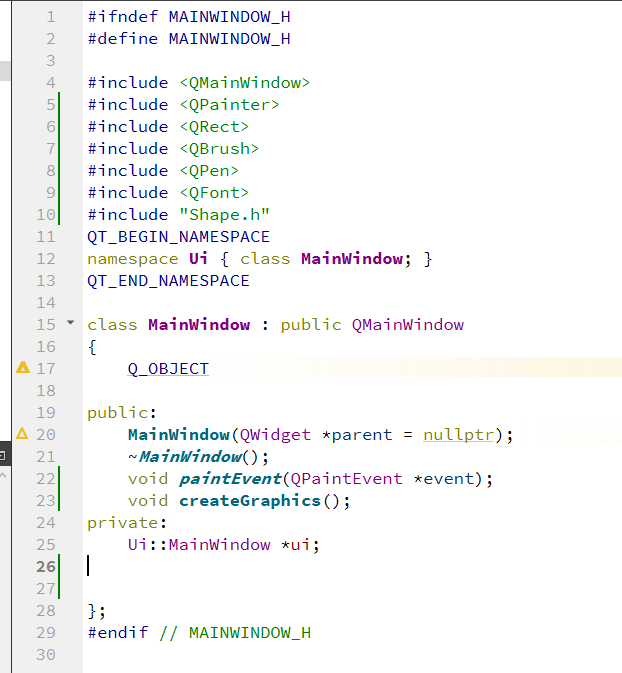 1 #ifndef MAINWINDOW_H
2 #define MAINWINDOW_H
3
4 #include <QMainWindow>
5 #include <QPainter>
6 #include <QRect>
7 #include <QBrush>
8 #include <QPen>
9 #include <QFont>
10 #include "Shape.h"
11 QT_BEGIN_NAMESPACE
12 namespace Ui { class MainWindow; }
13 QT_END_NAMESPACE
14
15 class MainWindow : public QMainWindow
16 {
17     Q_OBJECT
18
19 public:
20     MainWindow(QWidget *parent = nullptr);
21     ~MainWindow();
22     void paintEvent(QPaintEvent *event);
23     void createGraphics();
24 private:
25     Ui::MainWindow *ui;
26
27
28 };
29 #endif // MAINWINDOW_H
30